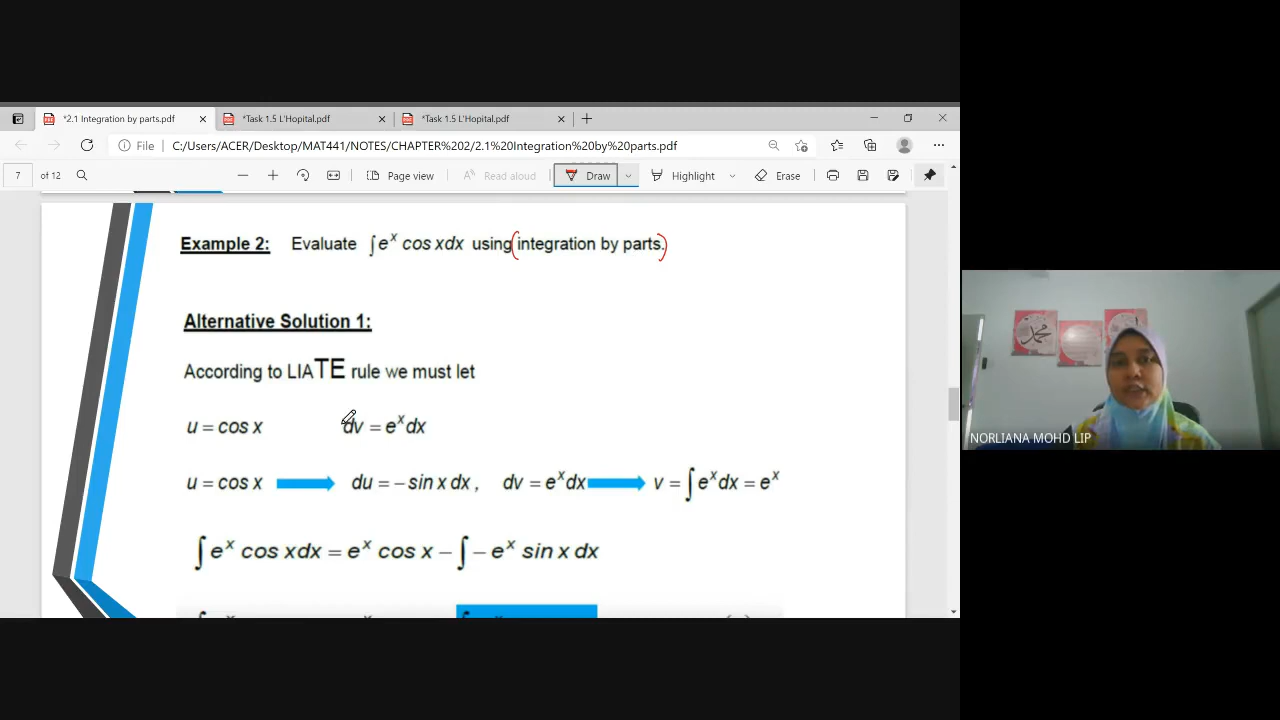 *2.1 Integration by parts.pdf
*Task 1.5 L'Hopital.pdf
*Task 1.5 L'Hopital.pdf
File C:/Users/ACER/Desktop/MAT441/NOTES/CHAPTER%202/2.1%20Integration%20by%20parts.pdf
7 of 12 Page view Read aloud Draw Highlight Erase
Example 2: Evaluate ∫eˣ cos xdx using (integration by parts.)
Alternative Solution 1:
According to LIATE rule we must let
u = cos x dv = eˣdx
u = cos x du = – sin x dx , dv = eˣdx v = ∫eˣdx = eˣ
∫eˣ cos xdx = eˣ cos x – ∫– eˣ sin x dx
NORLIANA MOHD LIP